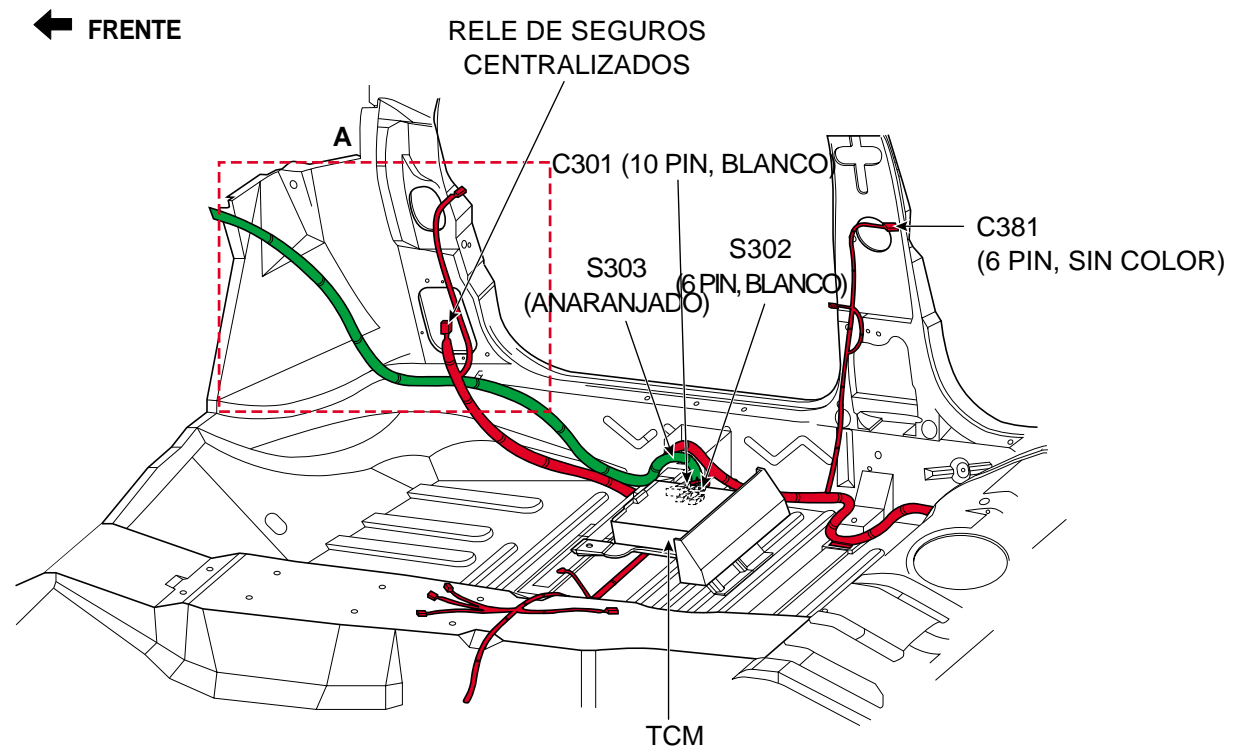 FRENTE
RELE DE SEGUROS
CENTRALIZADOS
A
C301 (10 PIN, BLANCO)
C381
(6 PIN, SIN COLOR)
S302
(6 PIN, BLANCO)
S303
(ANARANJADO)
TCM